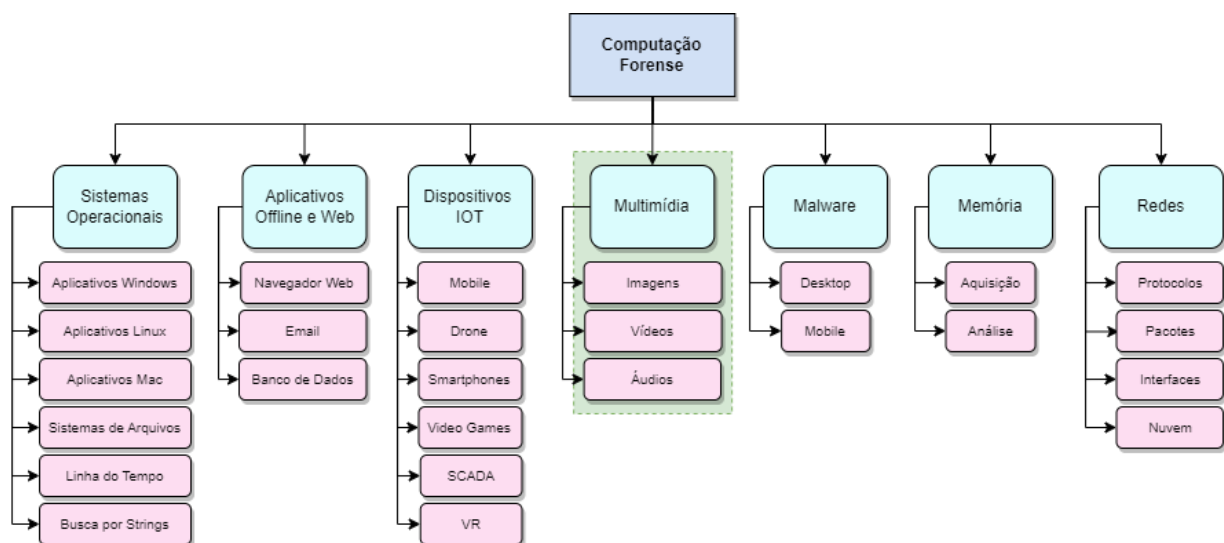 Computação
Forense
Sistemas
Operacionais
Aplicativos Windows
Aplicativos Linux
Aplicativos Mac
Sistemas de Arquivos
Linha do Tempo
Busca por Strings
Aplicativos
Offline e Web
Navegador Web
Email
Banco de Dados
Dispositivos
IOT
Mobile
Drone
Smartphones
Video Games
SCADA
VR
Multimídia
Imagens
Vídeos
Áudios
Malware
Desktop
Mobile
Memória
Aquisição
Análise
Redes
Protocolos
Pacotes
Interfaces
Nuvem